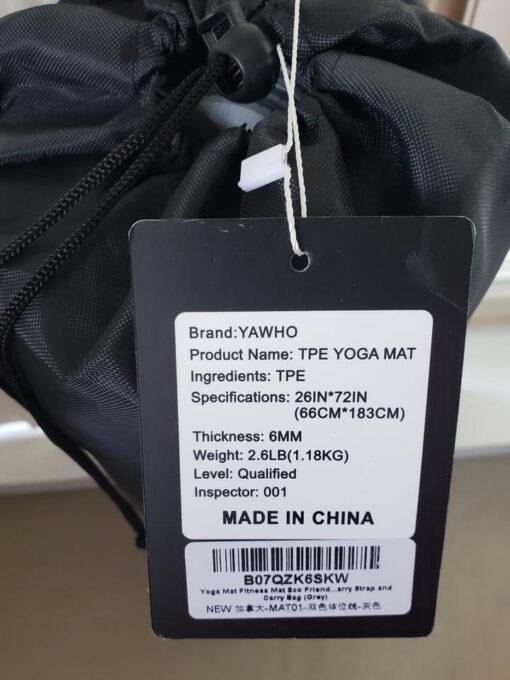 Brand:YAWHO
Product Name: TPE YOGA MAT
Ingredients: TPE
Specifications: 26IN*72IN
(66CM*183CM)
Thickness: 6MM
Weight: 2.6LB(1.18KG)
Level: Qualified
Inspector: 001
MADE IN CHINA
B07QZK6SKW
Yoga Mat Fitness Mat Eco Friend...arry Strap and
Carry Bag (Grey)
NEW 加拿大-MAT01-双色体位线-灰色